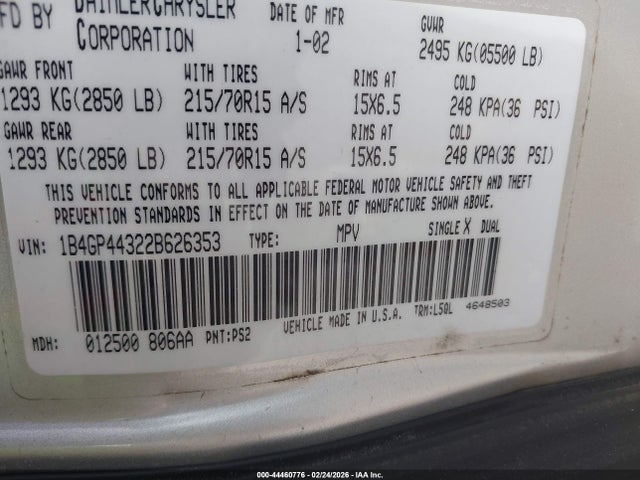 MFD BY DAIMLERCHRYSLER CORPORATION DATE OF MFR 1-02 GVWR 2495 KG(05500 LB)
GAWR FRONT WITH TIRES RIMS AT COLD
1293 KG(2850 LB) 215/70R15 A/S 15X6.5 248 KPA(36 PSI)
GAWR REAR WITH TIRES RIMS AT COLD
1293 KG(2850 LB) 215/70R15 A/S 15X6.5 248 KPA(36 PSI)
THIS VEHICLE CONFORMS TO ALL APPLICABLE FEDERAL MOTOR VEHICLE SAFETY AND THEFT
PREVENTION STANDARDS IN EFFECT ON THE DATE OF MANUFACTURE SHOWN ABOVE.
VIN: 1B4GP44322B626353 TYPE: MPV SINGLE X DUAL
MDH: 012500 806AA PNT:PS2 VEHICLE MADE IN U.S.A. TRM:L5QL 4648503
000-44460776 - 02/24/2026 - IAA Inc.